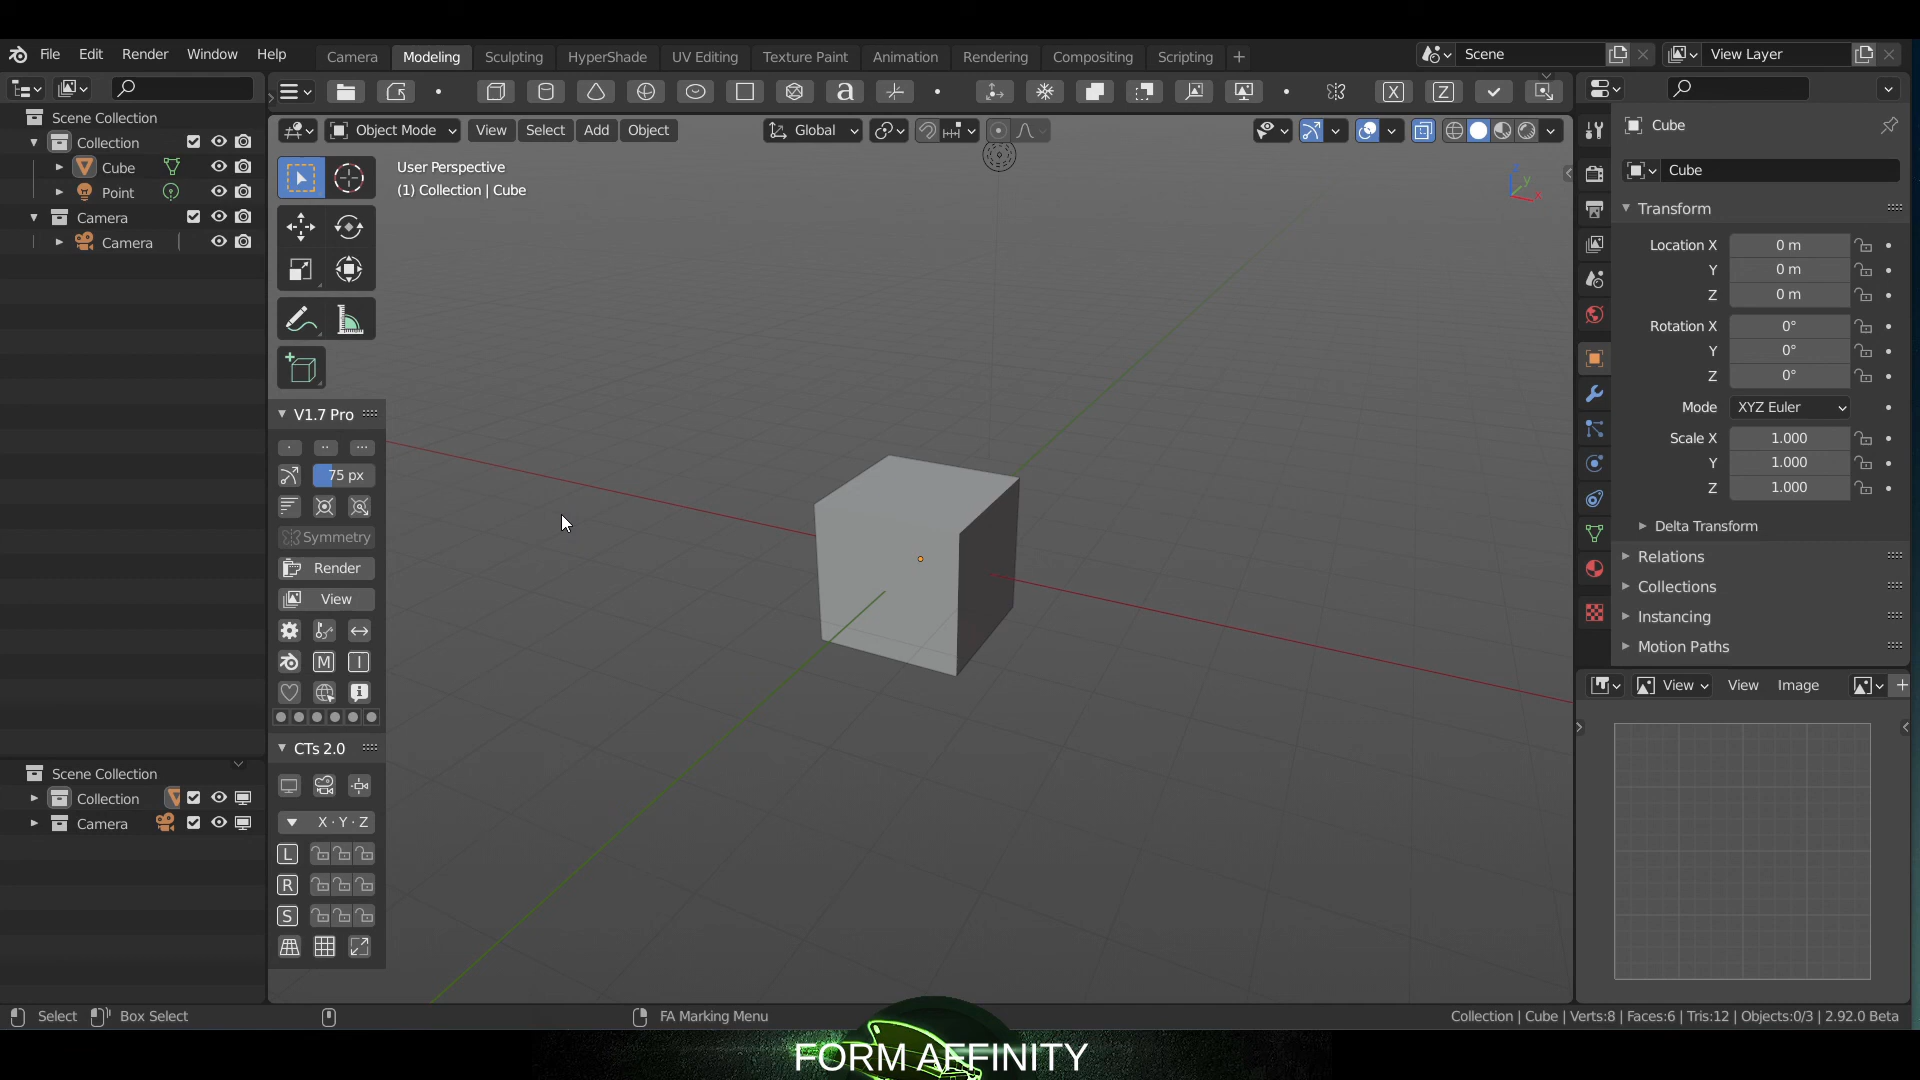 File Edit Render Window Help
Camera Modeling Sculpting HyperShade UV Editing Texture Paint Animation Rendering Compositing Scripting +
Scene
View Layer
Scene Collection
Collection
Cube
Point
Camera
Camera
a
X
Z
Object Mode
View Select Add Object
Global
User Perspective
(1) Collection | Cube
V1.7 Pro
75 px
Symmetry
Render
View
M I
CTs 2.0
X · Y · Z
L
R
S
Scene Collection
Collection
Camera
Z
Y
X
Cube
Cube
Transform
Location X 0 m
Y 0 m
Z 0 m
Rotation X 0°
Y 0°
Z 0°
Mode XYZ Euler
Scale X 1.000
Y 1.000
Z 1.000
Delta Transform
Relations
Collections
Instancing
Motion Paths
View View Image +
Select Box Select
FA Marking Menu
Collection | Cube | Verts:8 | Faces:6 | Tris:12 | Objects:0/3 | 2.92.0 Beta
FORM AFFINITY